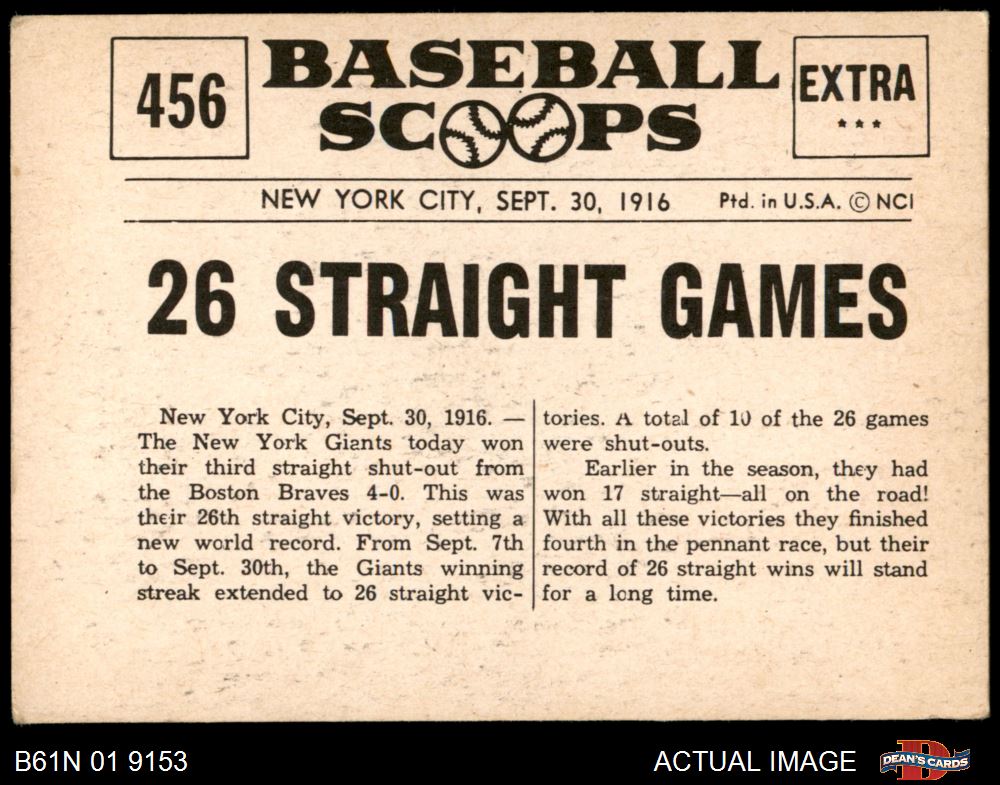 456
BASEBALL
SCOOPS
EXTRA
***
NEW YORK CITY, SEPT. 30, 1916
Ptd. in U.S.A. © NCI
26 STRAIGHT GAMES
New York City, Sept. 30, 1916. —
The New York Giants today won
their third straight shut-out from
the Boston Braves 4-0. This was
their 26th straight victory, setting a
new world record. From Sept. 7th
to Sept. 30th, the Giants winning
streak extended to 26 straight vic-
tories. A total of 10 of the 26 games
were shut-outs.
Earlier in the season, they had
won 17 straight—all on the road!
With all these victories they finished
fourth in the pennant race, but their
record of 26 straight wins will stand
for a long time.
B61N 01 9153
ACTUAL IMAGE
D
DEAN'S CARDS